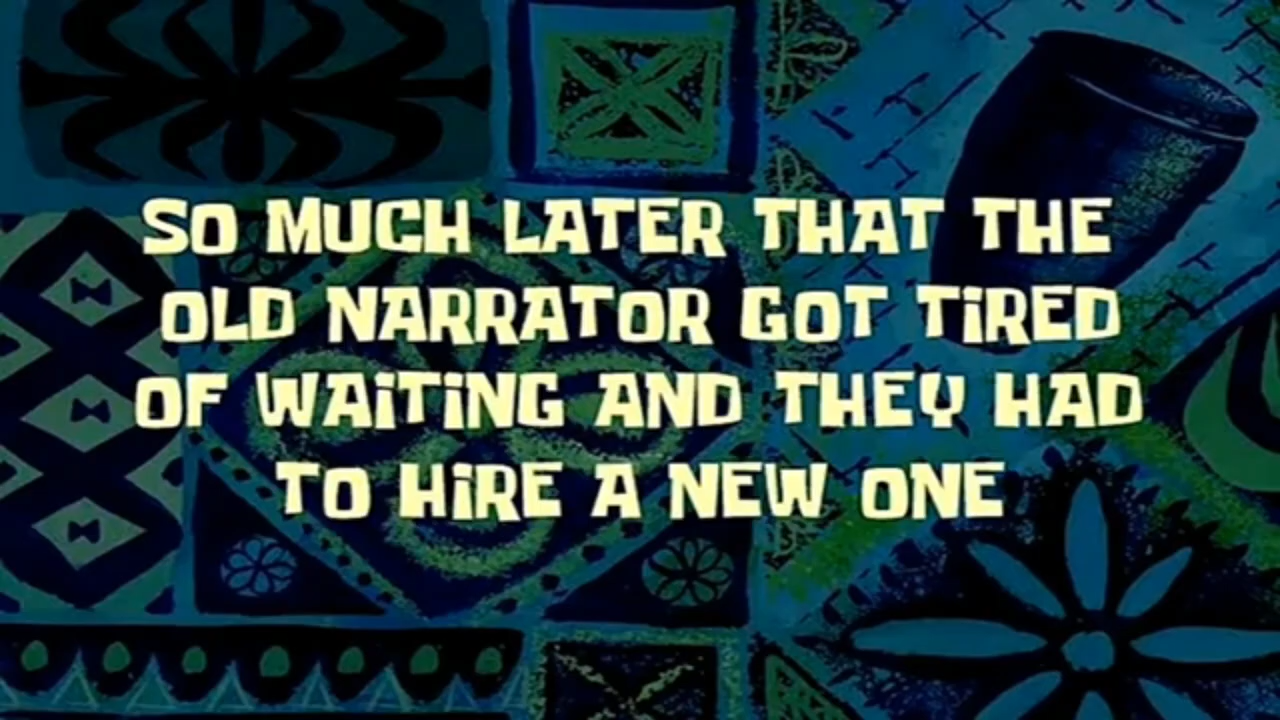 SO MUCH LATER THAT THE
OLD NARRATOR GOT TiRED
OF WAiTiNG AND THEY HAD
TO HiRE A NEW ONE